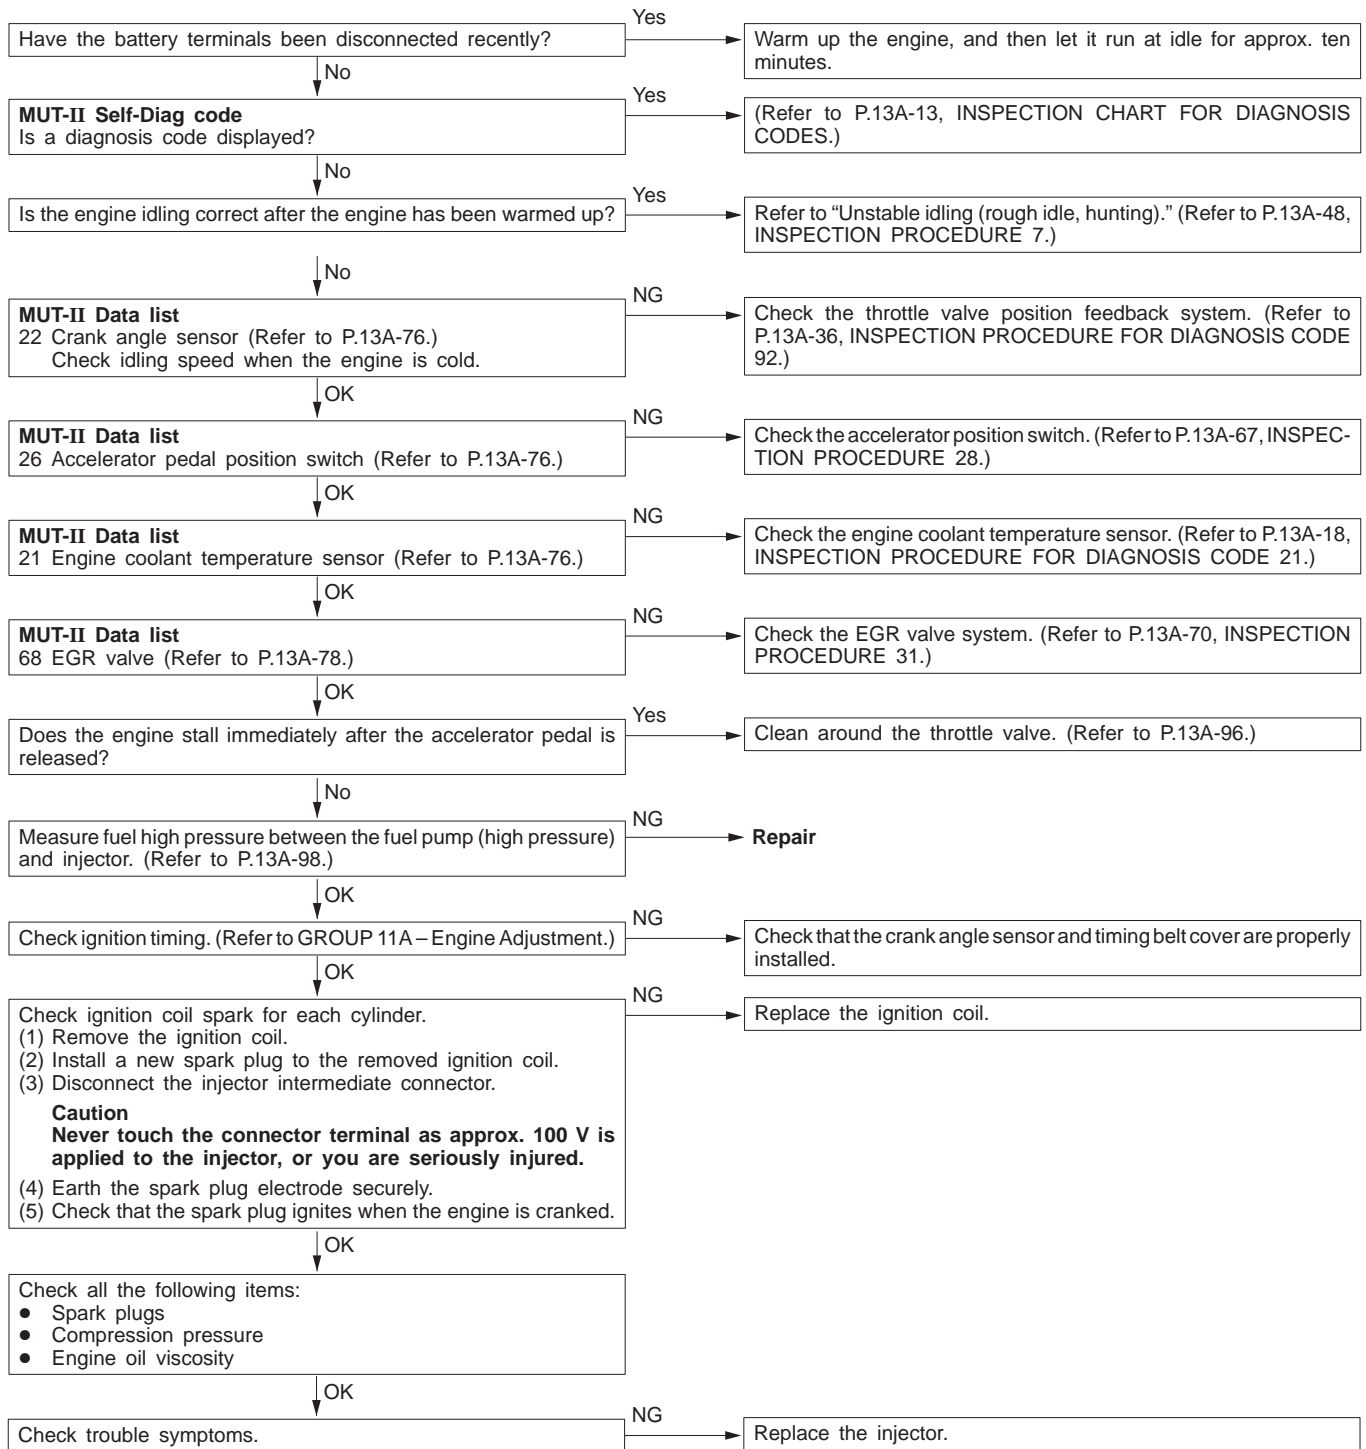 Yes
Have the battery terminals been disconnected recently?
Warm up the engine, and then let it run at idle for approx. ten
minutes.
No
Yes
MUT-II Self-Diag code
Is a diagnosis code displayed?
(Refer to P.13A-13, INSPECTION CHART FOR DIAGNOSIS
CODES.)
No
Yes
Is the engine idling correct after the engine has been warmed up?
Refer to “Unstable idling (rough idle, hunting).” (Refer to P.13A-48,
INSPECTION PROCEDURE 7.)
No
NG
MUT-II Data list
22 Crank angle sensor (Refer to P.13A-76.)
Check idling speed when the engine is cold.
Check the throttle valve position feedback system. (Refer to
P.13A-36, INSPECTION PROCEDURE FOR DIAGNOSIS CODE
92.)
OK
NG
MUT-II Data list
26 Accelerator pedal position switch (Refer to P.13A-76.)
Check the accelerator position switch. (Refer to P.13A-67, INSPEC-
TION PROCEDURE 28.)
OK
NG
MUT-II Data list
21 Engine coolant temperature sensor (Refer to P.13A-76.)
Check the engine coolant temperature sensor. (Refer to P.13A-18,
INSPECTION PROCEDURE FOR DIAGNOSIS CODE 21.)
OK
NG
MUT-II Data list
68 EGR valve (Refer to P.13A-78.)
Check the EGR valve system. (Refer to P.13A-70, INSPECTION
PROCEDURE 31.)
OK
Yes
Does the engine stall immediately after the accelerator pedal is
released?
Clean around the throttle valve. (Refer to P.13A-96.)
No
NG
Measure fuel high pressure between the fuel pump (high pressure)
and injector. (Refer to P.13A-98.)
Repair
OK
NG
Check ignition timing. (Refer to GROUP 11A – Engine Adjustment.)
Check that the crank angle sensor and timing belt cover are properly
installed.
OK
NG
Check ignition coil spark for each cylinder.
(1) Remove the ignition coil.
(2) Install a new spark plug to the removed ignition coil.
(3) Disconnect the injector intermediate connector.
Caution
Never touch the connector terminal as approx. 100 V is
applied to the injector, or you are seriously injured.
(4) Earth the spark plug electrode securely.
(5) Check that the spark plug ignites when the engine is cranked.
Replace the ignition coil.
OK
Check all the following items:
● Spark plugs
● Compression pressure
● Engine oil viscosity
OK
NG
Check trouble symptoms.
Replace the injector.